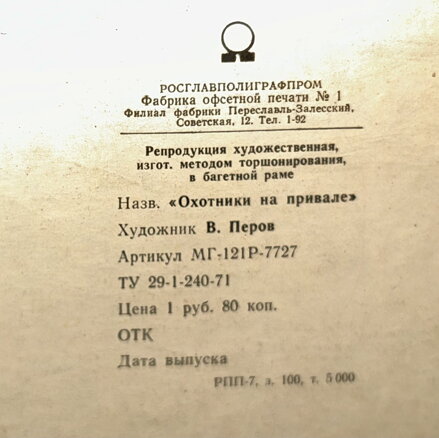 РОСГЛАВПОЛИГРАФПРОМ
Фабрика офсетной печати № 1
Филиал фабрики Переславль-Залесский,
Советская, 12. Тел. 1-92
Репродукция художественная,
изгот. методом торшонирования,
в багетной раме
Назв. «Охотники на привале»
Художник В. Перов
Артикул МГ-121Р-7727
ТУ 29-1-240-71
Цена 1 руб. 80 коп.
ОТК
Дата выпуска
РПП-7, з. 100, т. 5 000